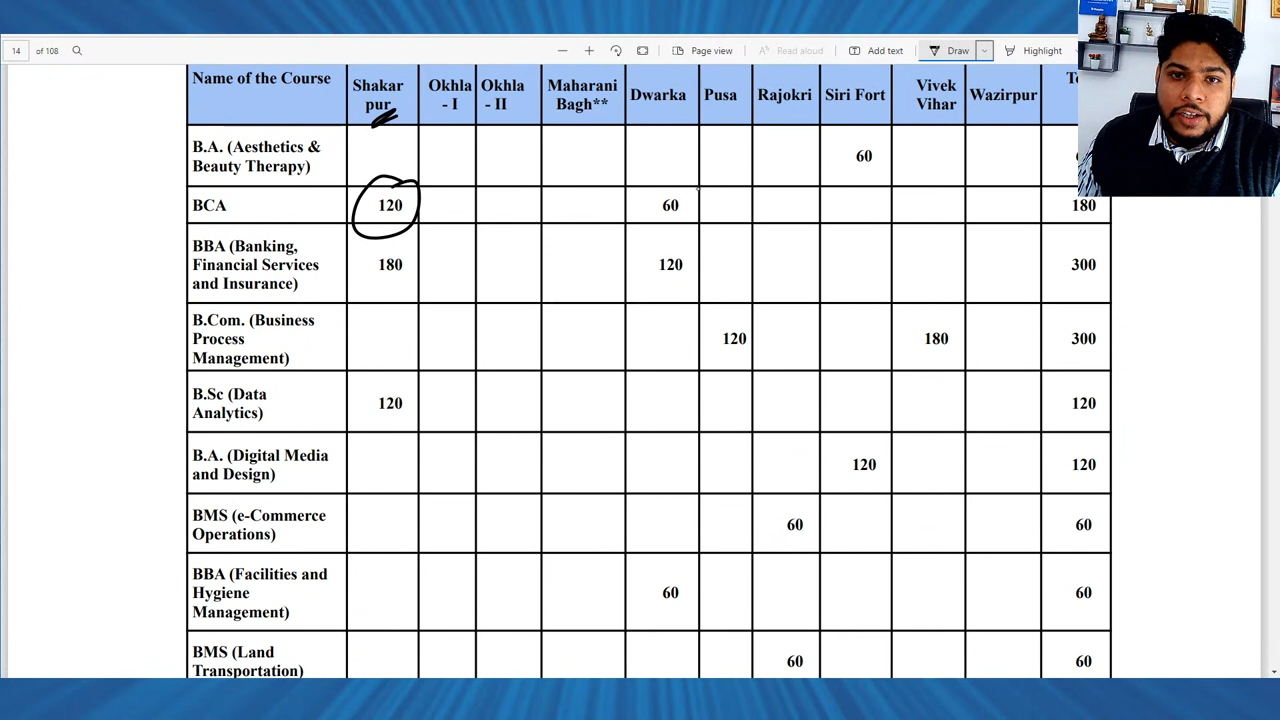 14 of 108
Page view
Read aloud
Add text
Draw
Highlight
Name of the Course
Shakar
pur
Okhla
- I
Okhla
- II
Maharani
Bagh**
Dwarka
Pusa
Rajokri
Siri Fort
Vivek
Vihar
Wazirpur
B.A. (Aesthetics &
Beauty Therapy)
60
BCA
120
60
180
BBA (Banking,
Financial Services
and Insurance)
180
120
300
B.Com. (Business
Process
Management)
120
180
300
B.Sc (Data
Analytics)
120
120
B.A. (Digital Media
and Design)
120
120
BMS (e-Commerce
Operations)
60
60
BBA (Facilities and
Hygiene
Management)
60
60
BMS (Land
Transportation)
60
60